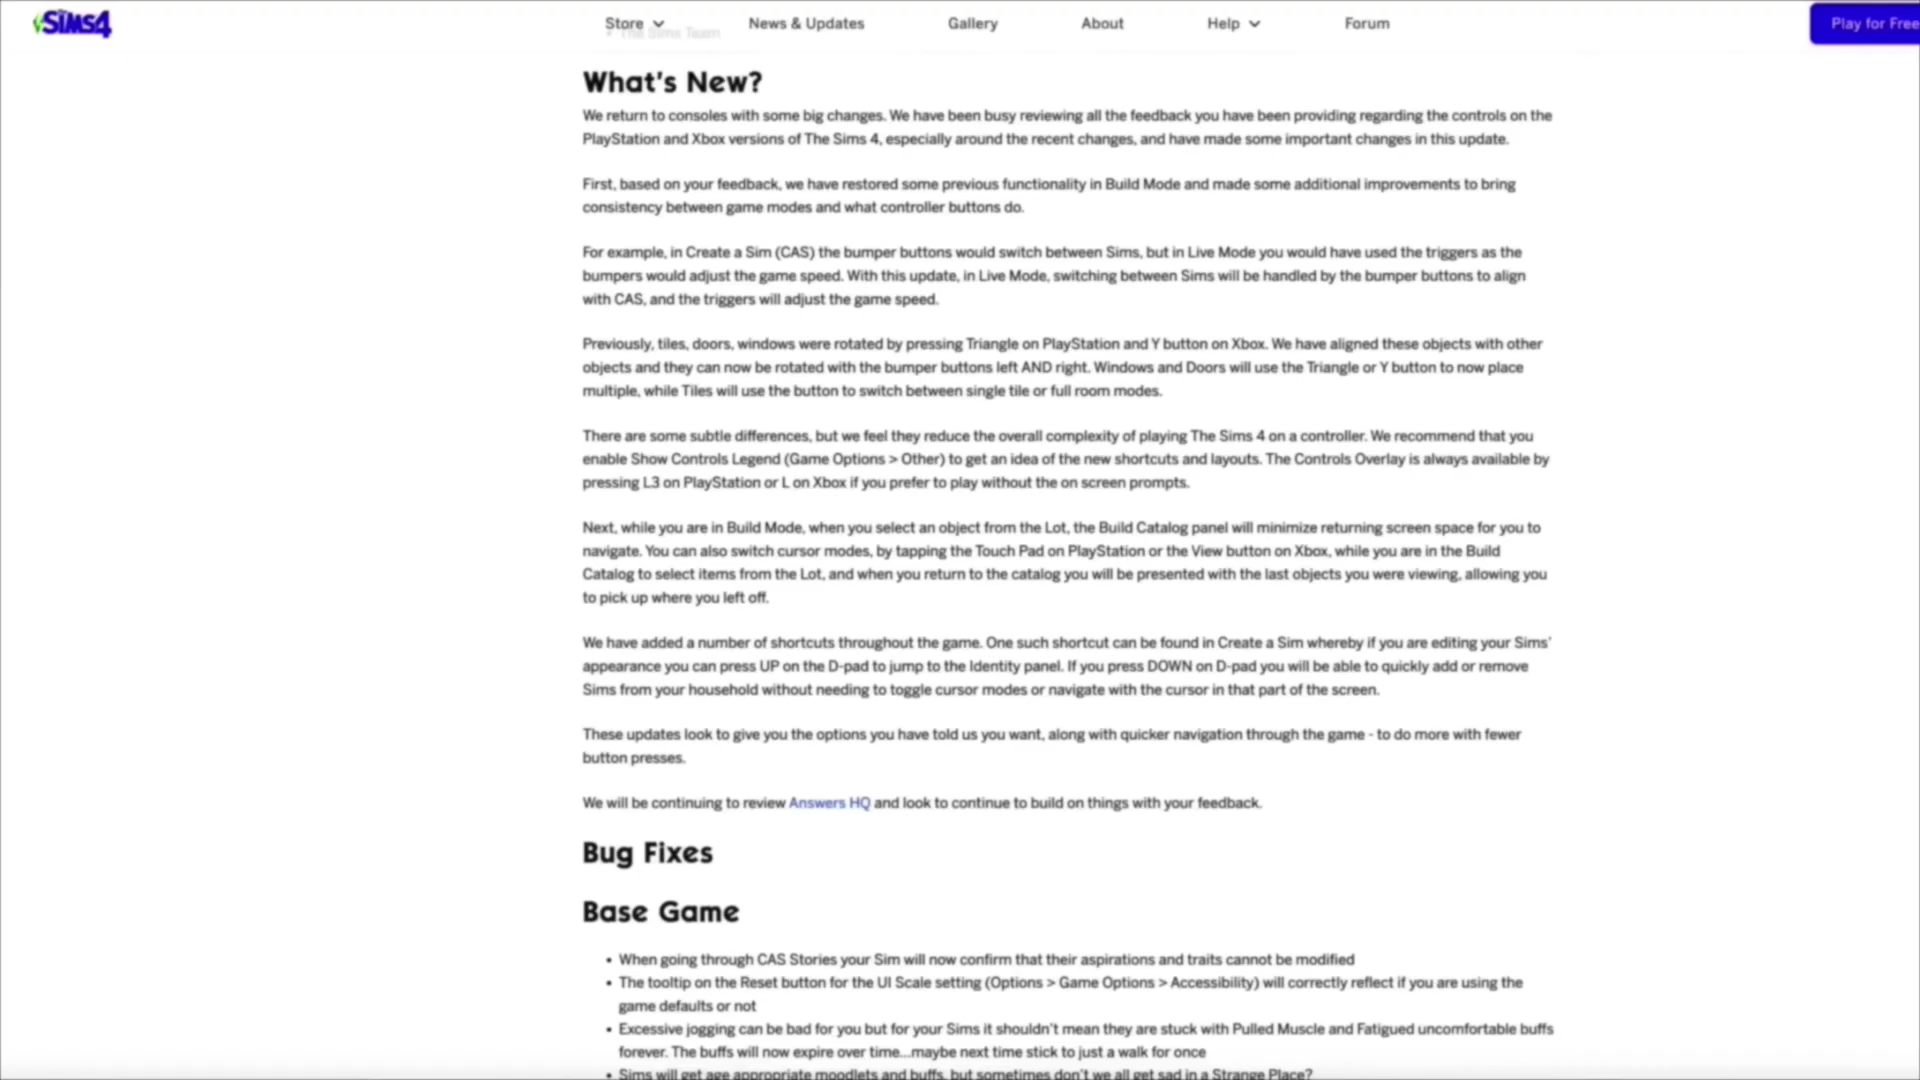 SiMS4
Store
News & Updates
Gallery
About
Help
Forum
Play for Free
• The Sims Team
What's New?
We return to consoles with some big changes. We have been busy reviewing all the feedback you have been providing regarding the controls on the
PlayStation and Xbox versions of The Sims 4, especially around the recent changes, and have made some important changes in this update.
First, based on your feedback, we have restored some previous functionality in Build Mode and made some additional improvements to bring
consistency between game modes and what controller buttons do.
For example, in Create a Sim (CAS) the bumper buttons would switch between Sims, but in Live Mode you would have used the triggers as the
bumpers would adjust the game speed. With this update, in Live Mode, switching between Sims will be handled by the bumper buttons to align
with CAS, and the triggers will adjust the game speed.
Previously, tiles, doors, windows were rotated by pressing Triangle on PlayStation and Y button on Xbox. We have aligned these objects with other
objects and they can now be rotated with the bumper buttons left AND right. Windows and Doors will use the Triangle or Y button to now place
multiple, while Tiles will use the button to switch between single tile or full room modes.
There are some subtle differences, but we feel they reduce the overall complexity of playing The Sims 4 on a controller. We recommend that you
enable Show Controls Legend (Game Options > Other) to get an idea of the new shortcuts and layouts. The Controls Overlay is always available by
pressing L3 on PlayStation or L on Xbox if you prefer to play without the on screen prompts.
Next, while you are in Build Mode, when you select an object from the Lot, the Build Catalog panel will minimize returning screen space for you to
navigate. You can also switch cursor modes, by tapping the Touch Pad on PlayStation or the View button on Xbox, while you are in the Build
Catalog to select items from the Lot, and when you return to the catalog you will be presented with the last objects you were viewing, allowing you
to pick up where you left off.
We have added a number of shortcuts throughout the game. One such shortcut can be found in Create a Sim whereby if you are editing your Sims'
appearance you can press UP on the D-pad to jump to the Identity panel. If you press DOWN on D-pad you will be able to quickly add or remove
Sims from your household without needing to toggle cursor modes or navigate with the cursor in that part of the screen.
These updates look to give you the options you have told us you want, along with quicker navigation through the game - to do more with fewer
button presses.
We will be continuing to review Answers HQ and look to continue to build on things with your feedback.
Bug Fixes
Base Game
• When going through CAS Stories your Sim will now confirm that their aspirations and traits cannot be modified
• The tooltip on the Reset button for the UI Scale setting (Options > Game Options > Accessibility) will correctly reflect if you are using the
game defaults or not
• Excessive jogging can be bad for you but for your Sims it shouldn't mean they are stuck with Pulled Muscle and Fatigued uncomfortable buffs
forever. The buffs will now expire over time...maybe next time stick to just a walk for once
• Sims will get age appropriate moodlets and buffs, but sometimes don't we all get sad in a Strange Place?